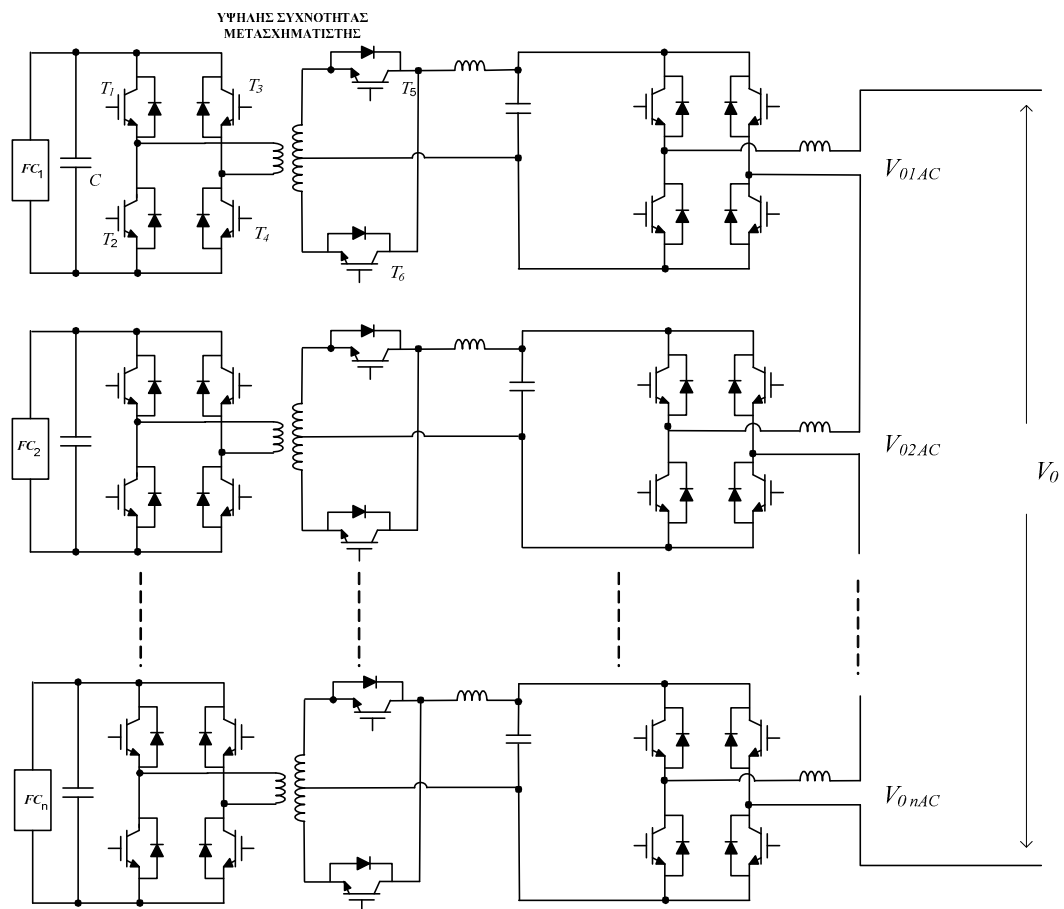 ΥΨΗΛΗΣ ΣΥΧΝΟΤΗΤΑΣ
ΜΕΤΑΣΧΗΜΑΤΙΣΤΗΣ
T1
T3
T5
FC1
C
V01AC
T2
T4
T6
FC2
V02AC
V0
FCn
V0nAC